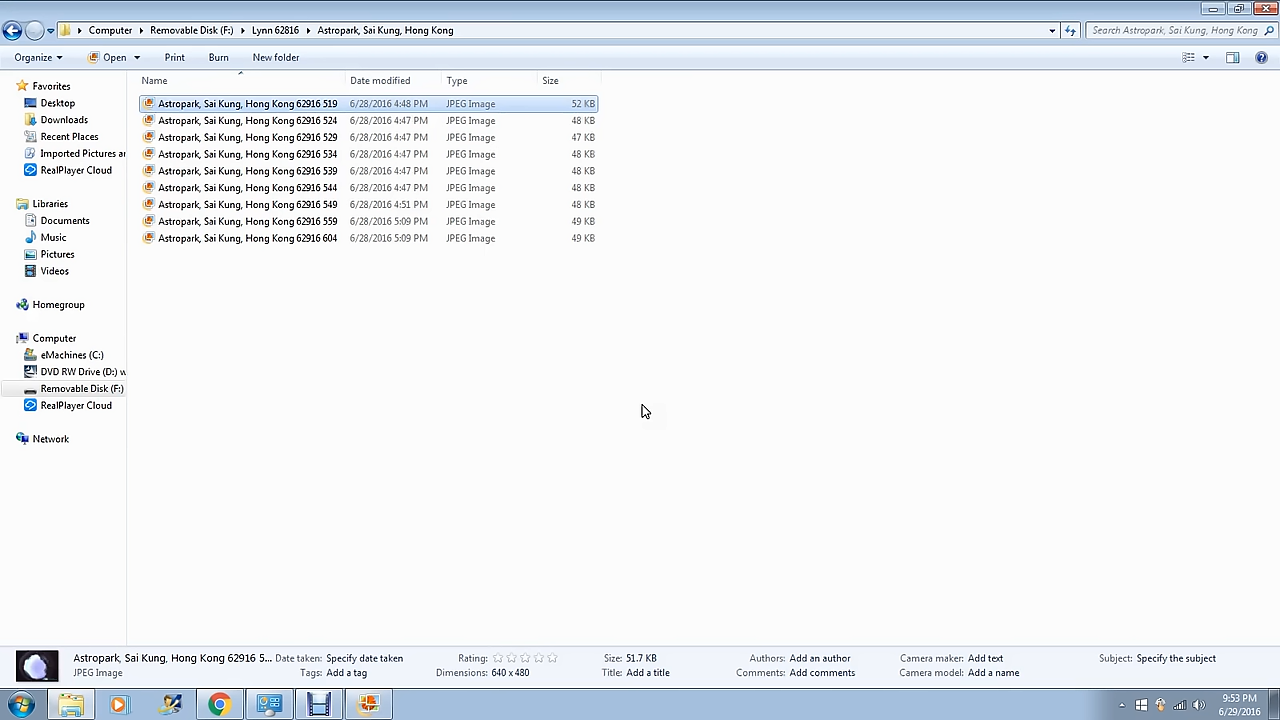 Computer Removable Disk (F:) Lynn 62816 Astropark, Sai Kung, Hong Kong Search Astropark, Sai Kung, Hong Kong
Organize Open Print Burn New folder
Name Date modified Type Size
Favorites
Desktop
Downloads
Recent Places
Imported Pictures ar
RealPlayer Cloud
Libraries
Documents
Music
Pictures
Videos
Homegroup
Computer
eMachines (C:)
DVD RW Drive (D:) w
Removable Disk (F:)
RealPlayer Cloud
Network
Astropark, Sai Kung, Hong Kong 62916 519 6/28/2016 4:48 PM JPEG Image 52 KB
Astropark, Sai Kung, Hong Kong 62916 524 6/28/2016 4:47 PM JPEG Image 48 KB
Astropark, Sai Kung, Hong Kong 62916 529 6/28/2016 4:47 PM JPEG Image 47 KB
Astropark, Sai Kung, Hong Kong 62916 534 6/28/2016 4:47 PM JPEG Image 48 KB
Astropark, Sai Kung, Hong Kong 62916 539 6/28/2016 4:47 PM JPEG Image 48 KB
Astropark, Sai Kung, Hong Kong 62916 544 6/28/2016 4:47 PM JPEG Image 48 KB
Astropark, Sai Kung, Hong Kong 62916 549 6/28/2016 4:51 PM JPEG Image 48 KB
Astropark, Sai Kung, Hong Kong 62916 559 6/28/2016 5:09 PM JPEG Image 49 KB
Astropark, Sai Kung, Hong Kong 62916 604 6/28/2016 5:09 PM JPEG Image 49 KB
Astropark, Sai Kung, Hong Kong 62916 5... Date taken: Specify date taken Rating: Size: 51.7 KB Authors: Add an author Camera maker: Add text Subject: Specify the subject
JPEG Image Tags: Add a tag Dimensions: 640 x 480 Title: Add a title Comments: Add comments Camera model: Add a name
9:53 PM
6/29/2016